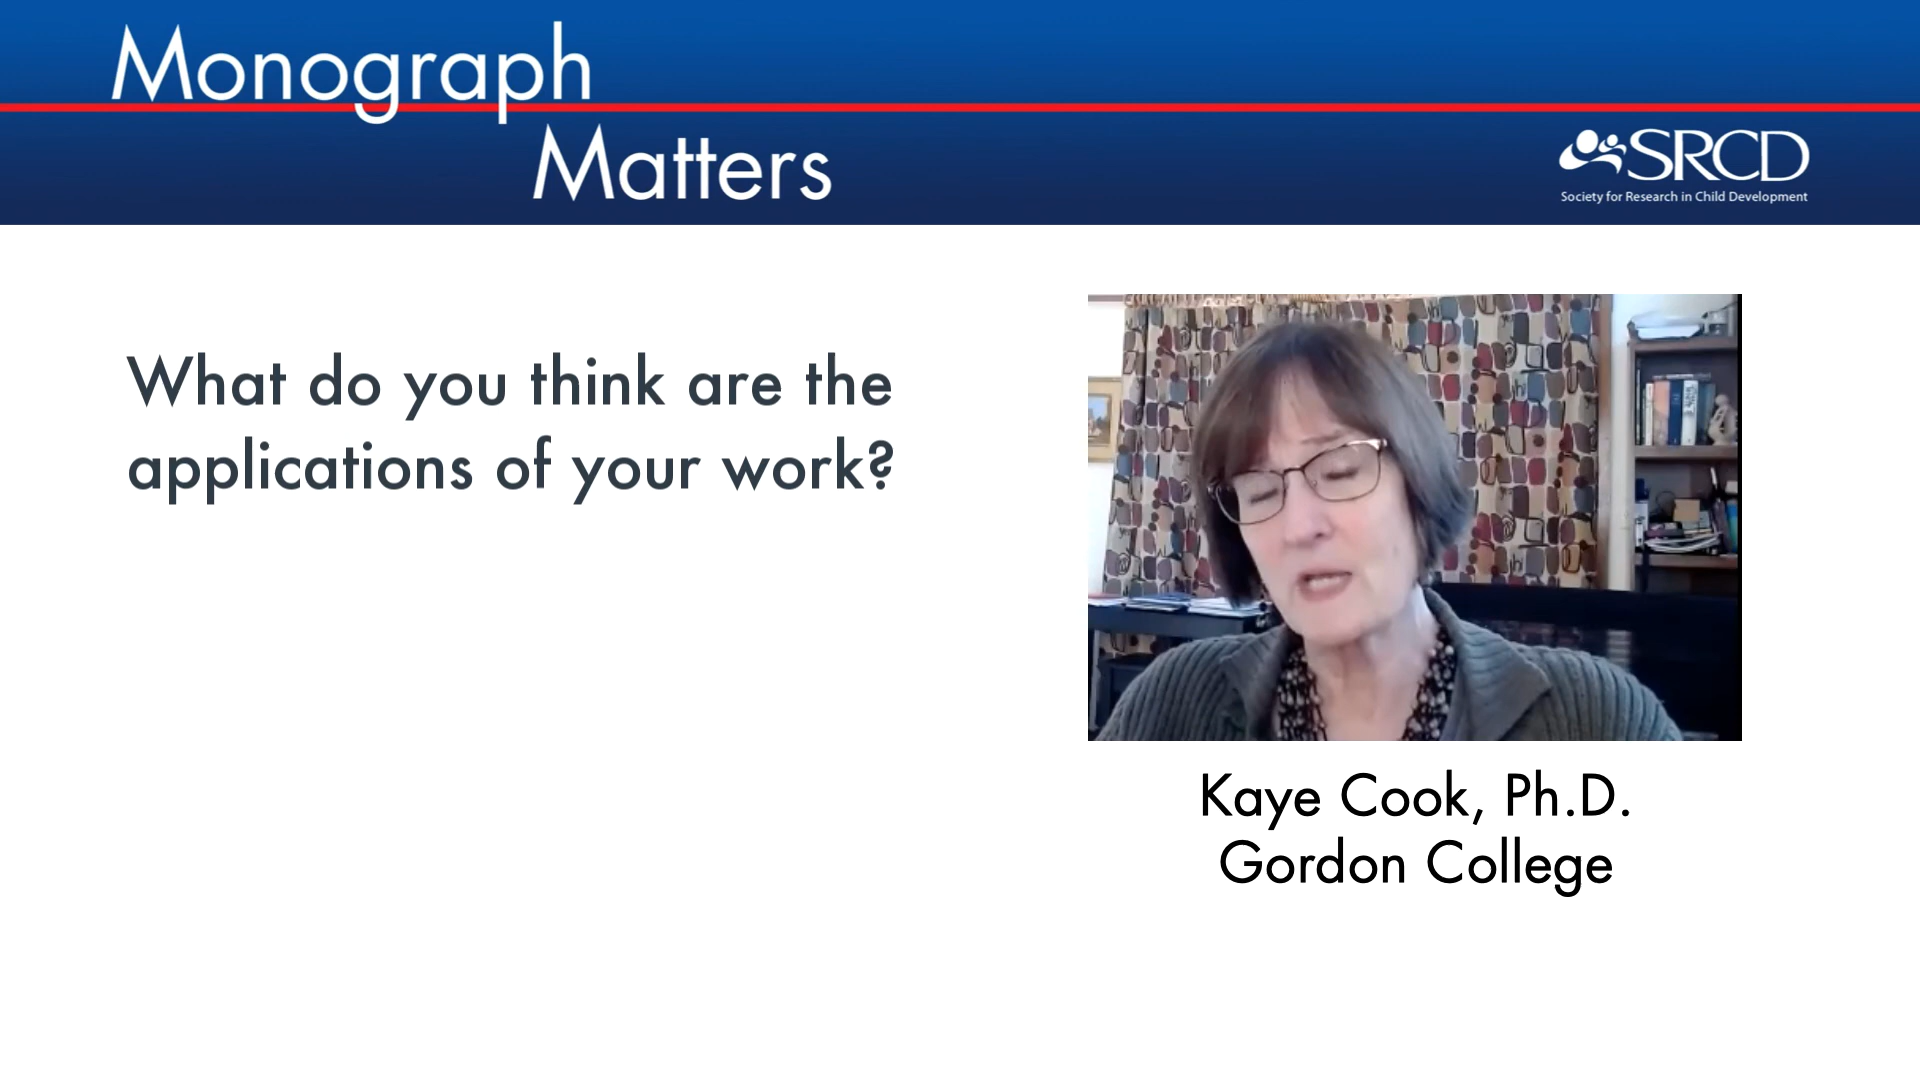 Monograph
Matters
SRCD
Society for Research in Child Development
What do you think are the
applications of your work?
Kaye Cook, Ph.D.
Gordon College